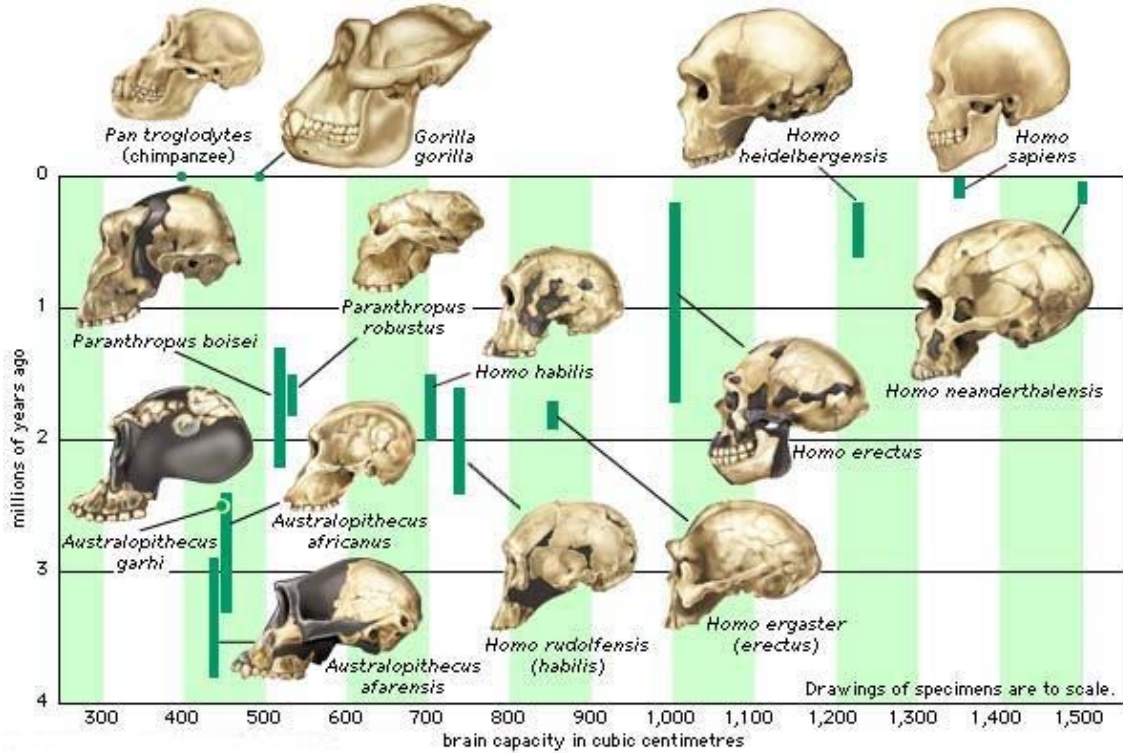 Pan troglodytes
(chimpanzee)
Gorilla
gorilla
Homo
heidelbergensis
Homo
sapiens
0
Paranthropus
robustus
1
Paranthropus boisei
Homo habilis
Homo neanderthalensis
2
Homo erectus
millions of years ago
Australopithecus
garhi
Australopithecus
africanus
3
Homo rudolfensis
(habilis)
Homo ergaster
(erectus)
Australopithecus
afarensis
Drawings of specimens are to scale.
4
300 400 500 600 700 800 900 1,000 1,100 1,200 1,300 1,400 1,500
brain capacity in cubic centimetres